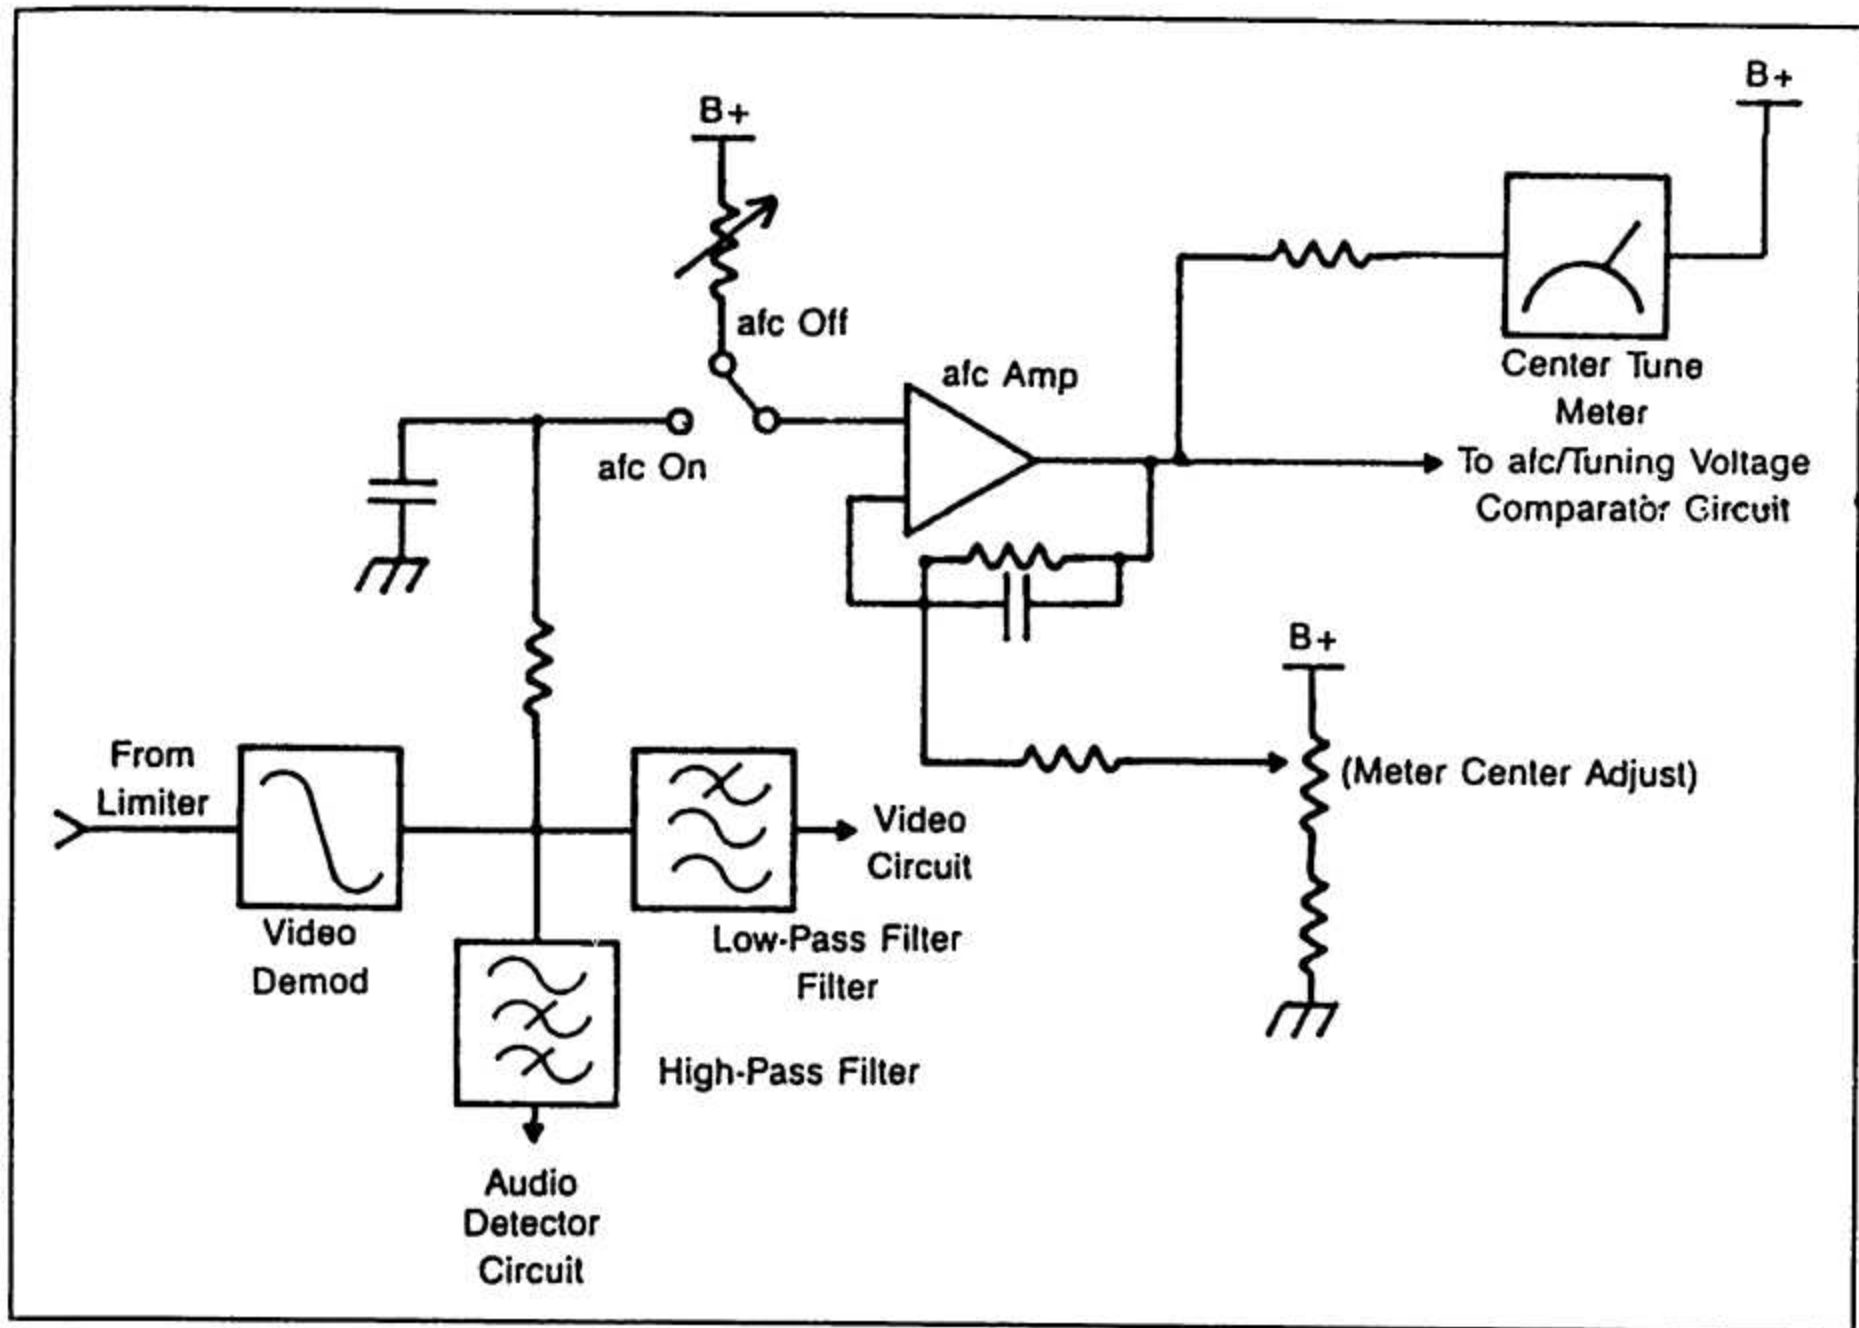 B+
B+
afc Off
afc Amp
Center Tune
Meter
afc On
To afc/Tuning Voltage
Comparator Circuit
B+
From
Limiter
(Meter Center Adjust)
Video
Circuit
Video
Demod
Low-Pass Filter
Filter
High-Pass Filter
Audio
Detector
Circuit